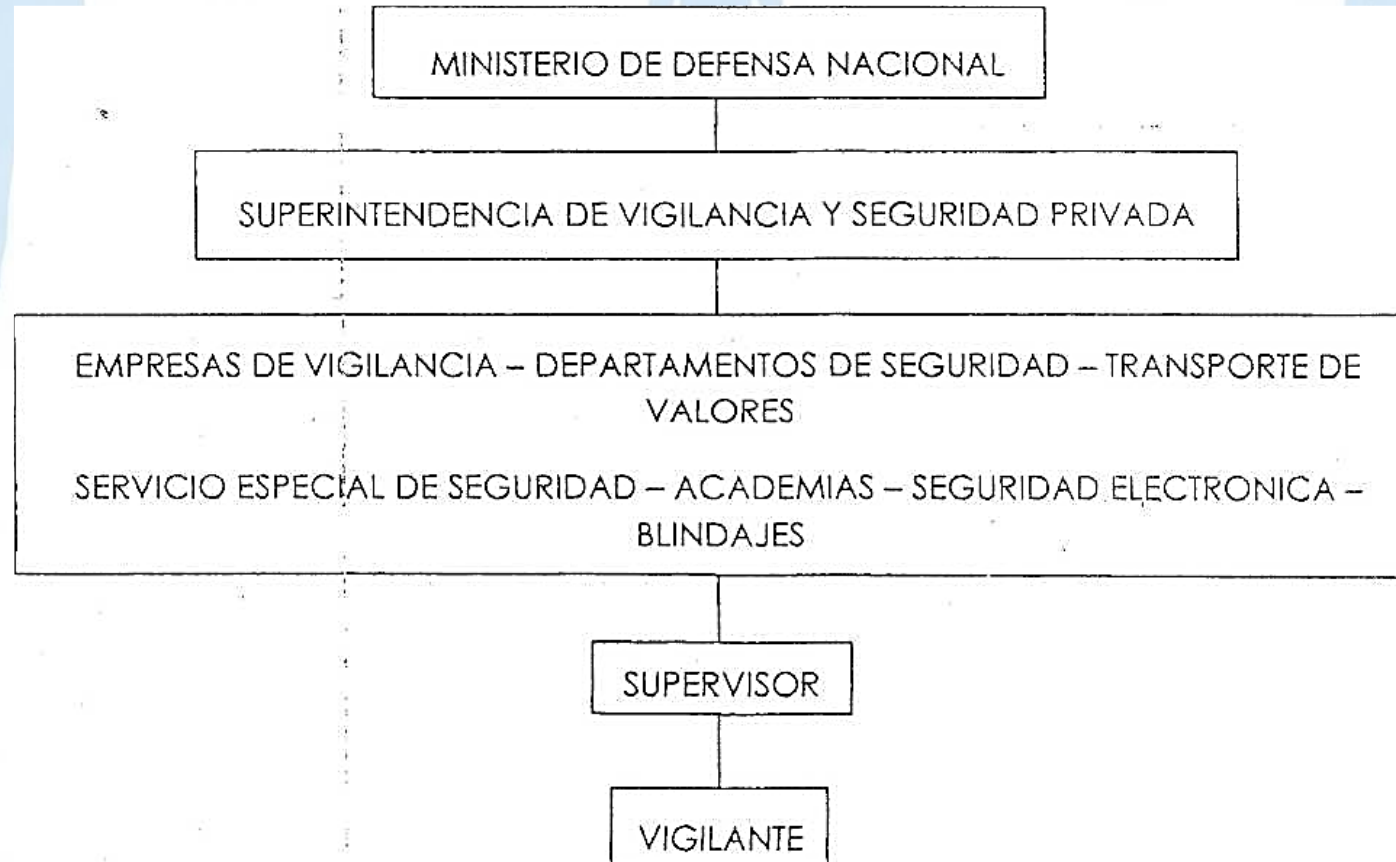 MINISTERIO DE DEFENSA NACIONAL
SUPERINTENDENCIA DE VIGILANCIA Y SEGURIDAD PRIVADA
EMPRESAS DE VIGILANCIA – DEPARTAMENTOS DE SEGURIDAD – TRANSPORTE DE
VALORES
SERVICIO ESPECIAL DE SEGURIDAD – ACADEMIAS – SEGURIDAD ELECTRONICA –
BLINDAJES
SUPERVISOR
VIGILANTE